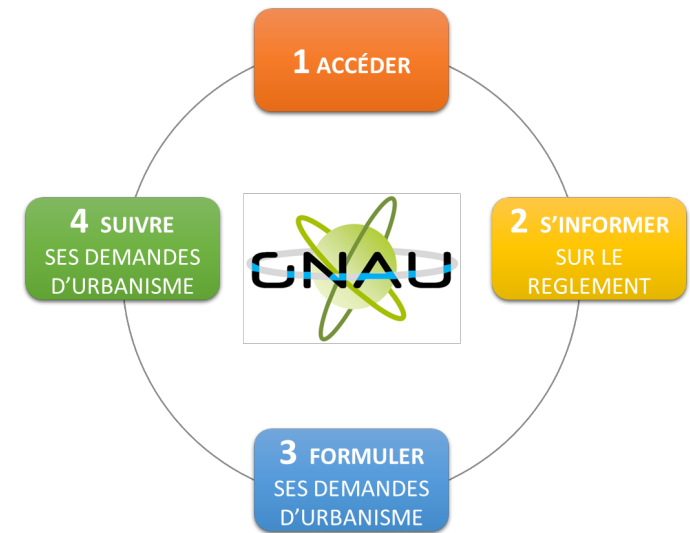 1 ACCÉDER
2 S'INFORMER
SUR LE
REGLEMENT
3 FORMULER
SES DEMANDES
D'URBANISME
4 SUIVRE
SES DEMANDES
D'URBANISME
GNAU